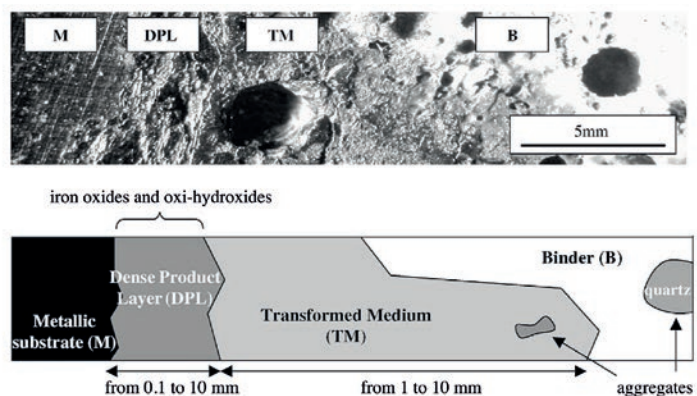 M
DPL
TM
B
5mm
iron oxides and oxi-hydroxides
Binder (B)
Dense Product
Layer (DPL)
quartz
Metallic
substrate (M)
Transformed Medium
(TM)
from 0.1 to 10 mm
from 1 to 10 mm
aggregates